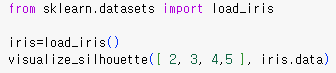 from sklearn.datasets import load_iris
iris=load_iris()
visualize_silhouette([ 2, 3, 4,5 ], iris.data)